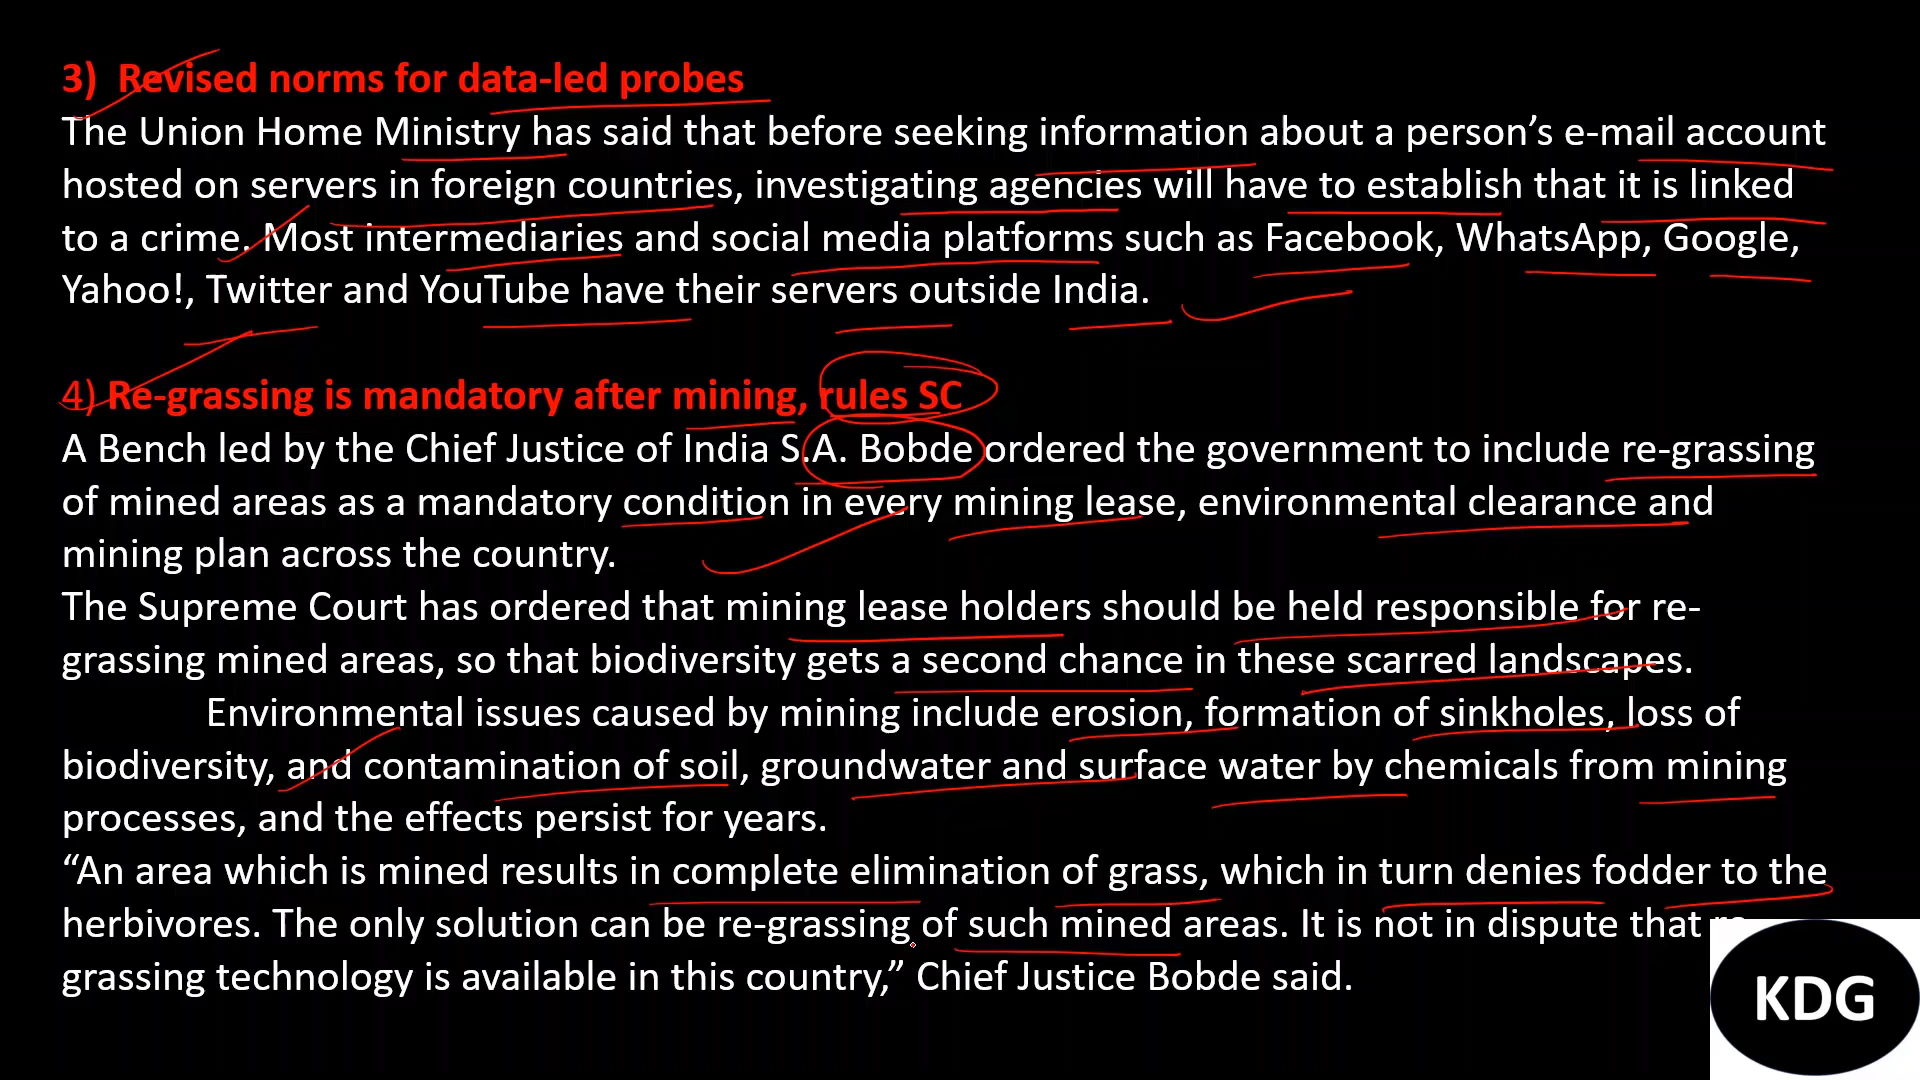 3) Revised norms for data-led probes
The Union Home Ministry has said that before seeking information about a person’s e-mail account
hosted on servers in foreign countries, investigating agencies will have to establish that it is linked
to a crime. Most intermediaries and social media platforms such as Facebook, WhatsApp, Google,
Yahoo!, Twitter and YouTube have their servers outside India.
4) Re-grassing is mandatory after mining, rules SC
A Bench led by the Chief Justice of India S.A. Bobde ordered the government to include re-grassing
of mined areas as a mandatory condition in every mining lease, environmental clearance and
mining plan across the country.
The Supreme Court has ordered that mining lease holders should be held responsible for re-
grassing mined areas, so that biodiversity gets a second chance in these scarred landscapes.
Environmental issues caused by mining include erosion, formation of sinkholes, loss of
biodiversity, and contamination of soil, groundwater and surface water by chemicals from mining
processes, and the effects persist for years.
“An area which is mined results in complete elimination of grass, which in turn denies fodder to the
herbivores. The only solution can be re-grassing of such mined areas. It is not in dispute that
grassing technology is available in this country,” Chief Justice Bobde said.
KDG